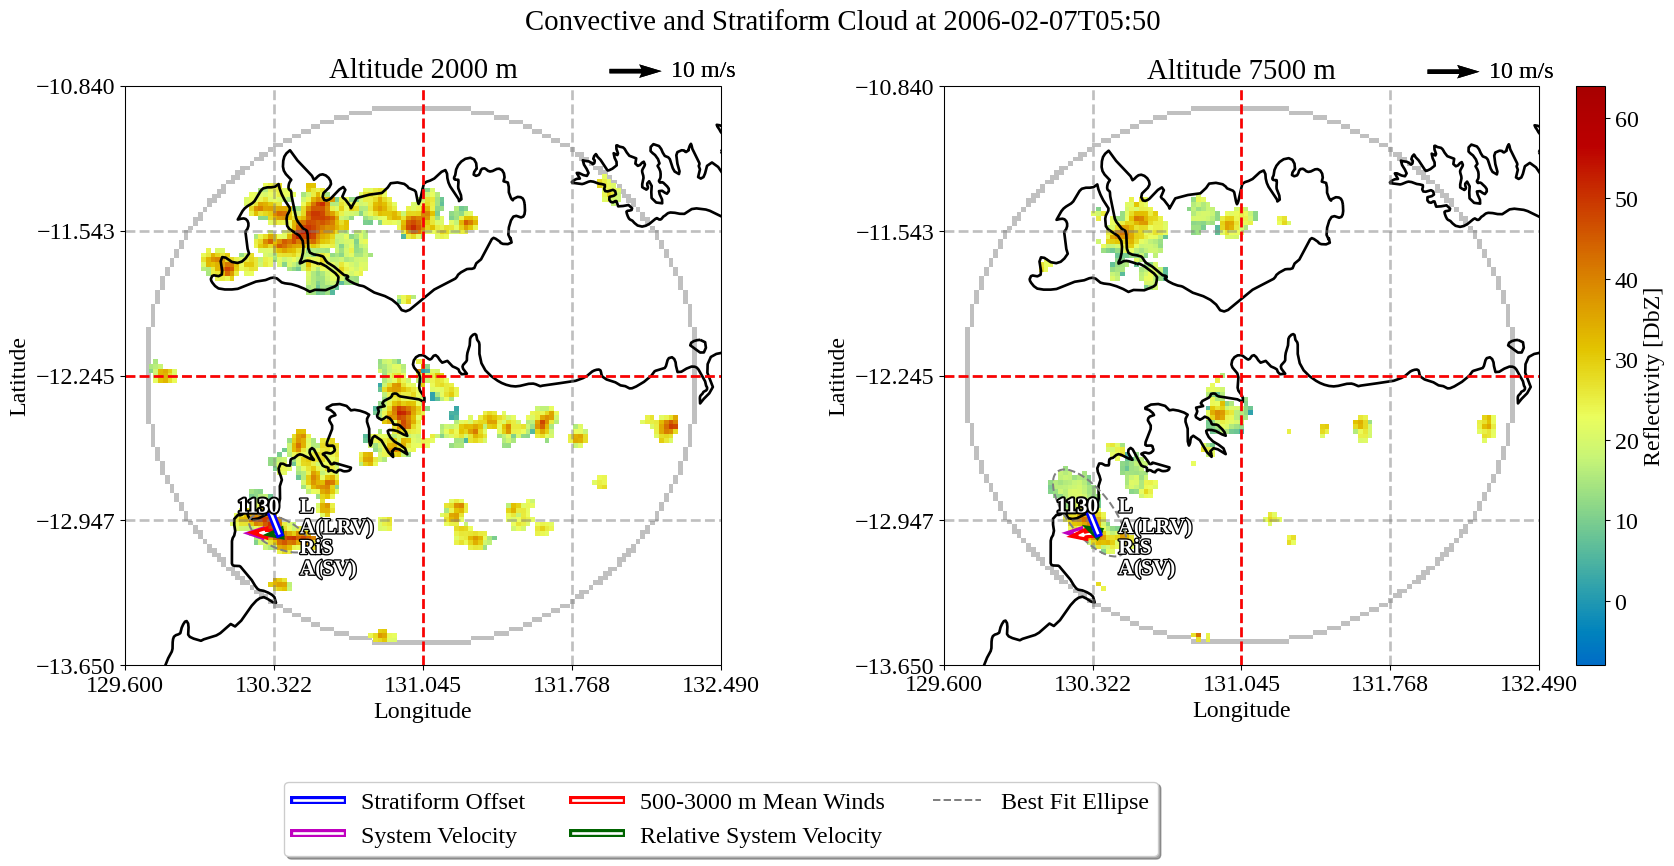 Convective and Stratiform Cloud at 2006-02-07T05:50
Altitude 2000 m
10 m/s
Altitude 7500 m
10 m/s
−10.840
−11.543
−12.245
−12.947
−13.650
Latitude
129.600
130.322
131.045
131.768
132.490
Longitude
1130
L
A(LRV)
RiS
A(SV)
−10.840
−11.543
−12.245
−12.947
−13.650
Latitude
129.600
130.322
131.045
131.768
132.490
Longitude
1130
L
A(LRV)
RiS
A(SV)
60
50
40
30
20
10
0
Reflectivity [DbZ]
Stratiform Offset
System Velocity
500-3000 m Mean Winds
Relative System Velocity
Best Fit Ellipse